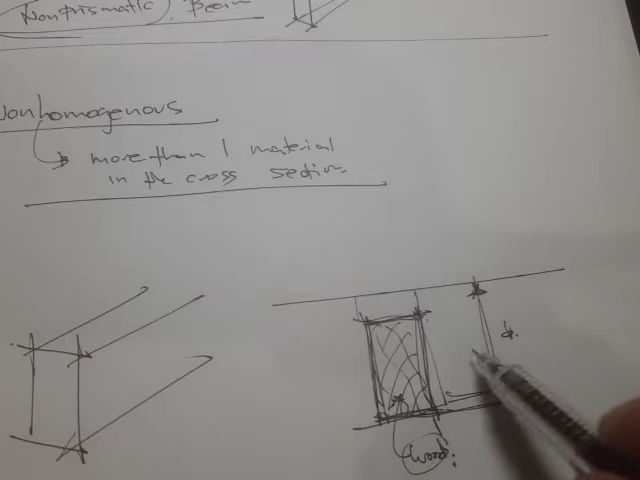 Nonprismatic Beam
Nonhomogenous
more than 1 material
in the cross section.
d.
wood.